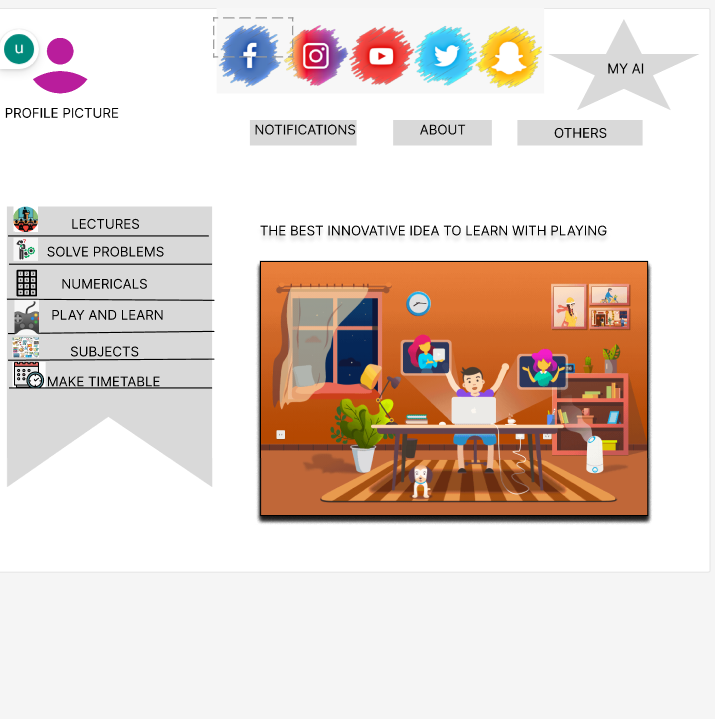 u
PROFILE PICTURE
MY AI
NOTIFICATIONS
ABOUT
OTHERS
LECTURES
SOLVE PROBLEMS
NUMERICALS
PLAY AND LEARN
SUBJECTS
MAKE TIMETABLE
THE BEST INNOVATIVE IDEA TO LEARN WITH PLAYING